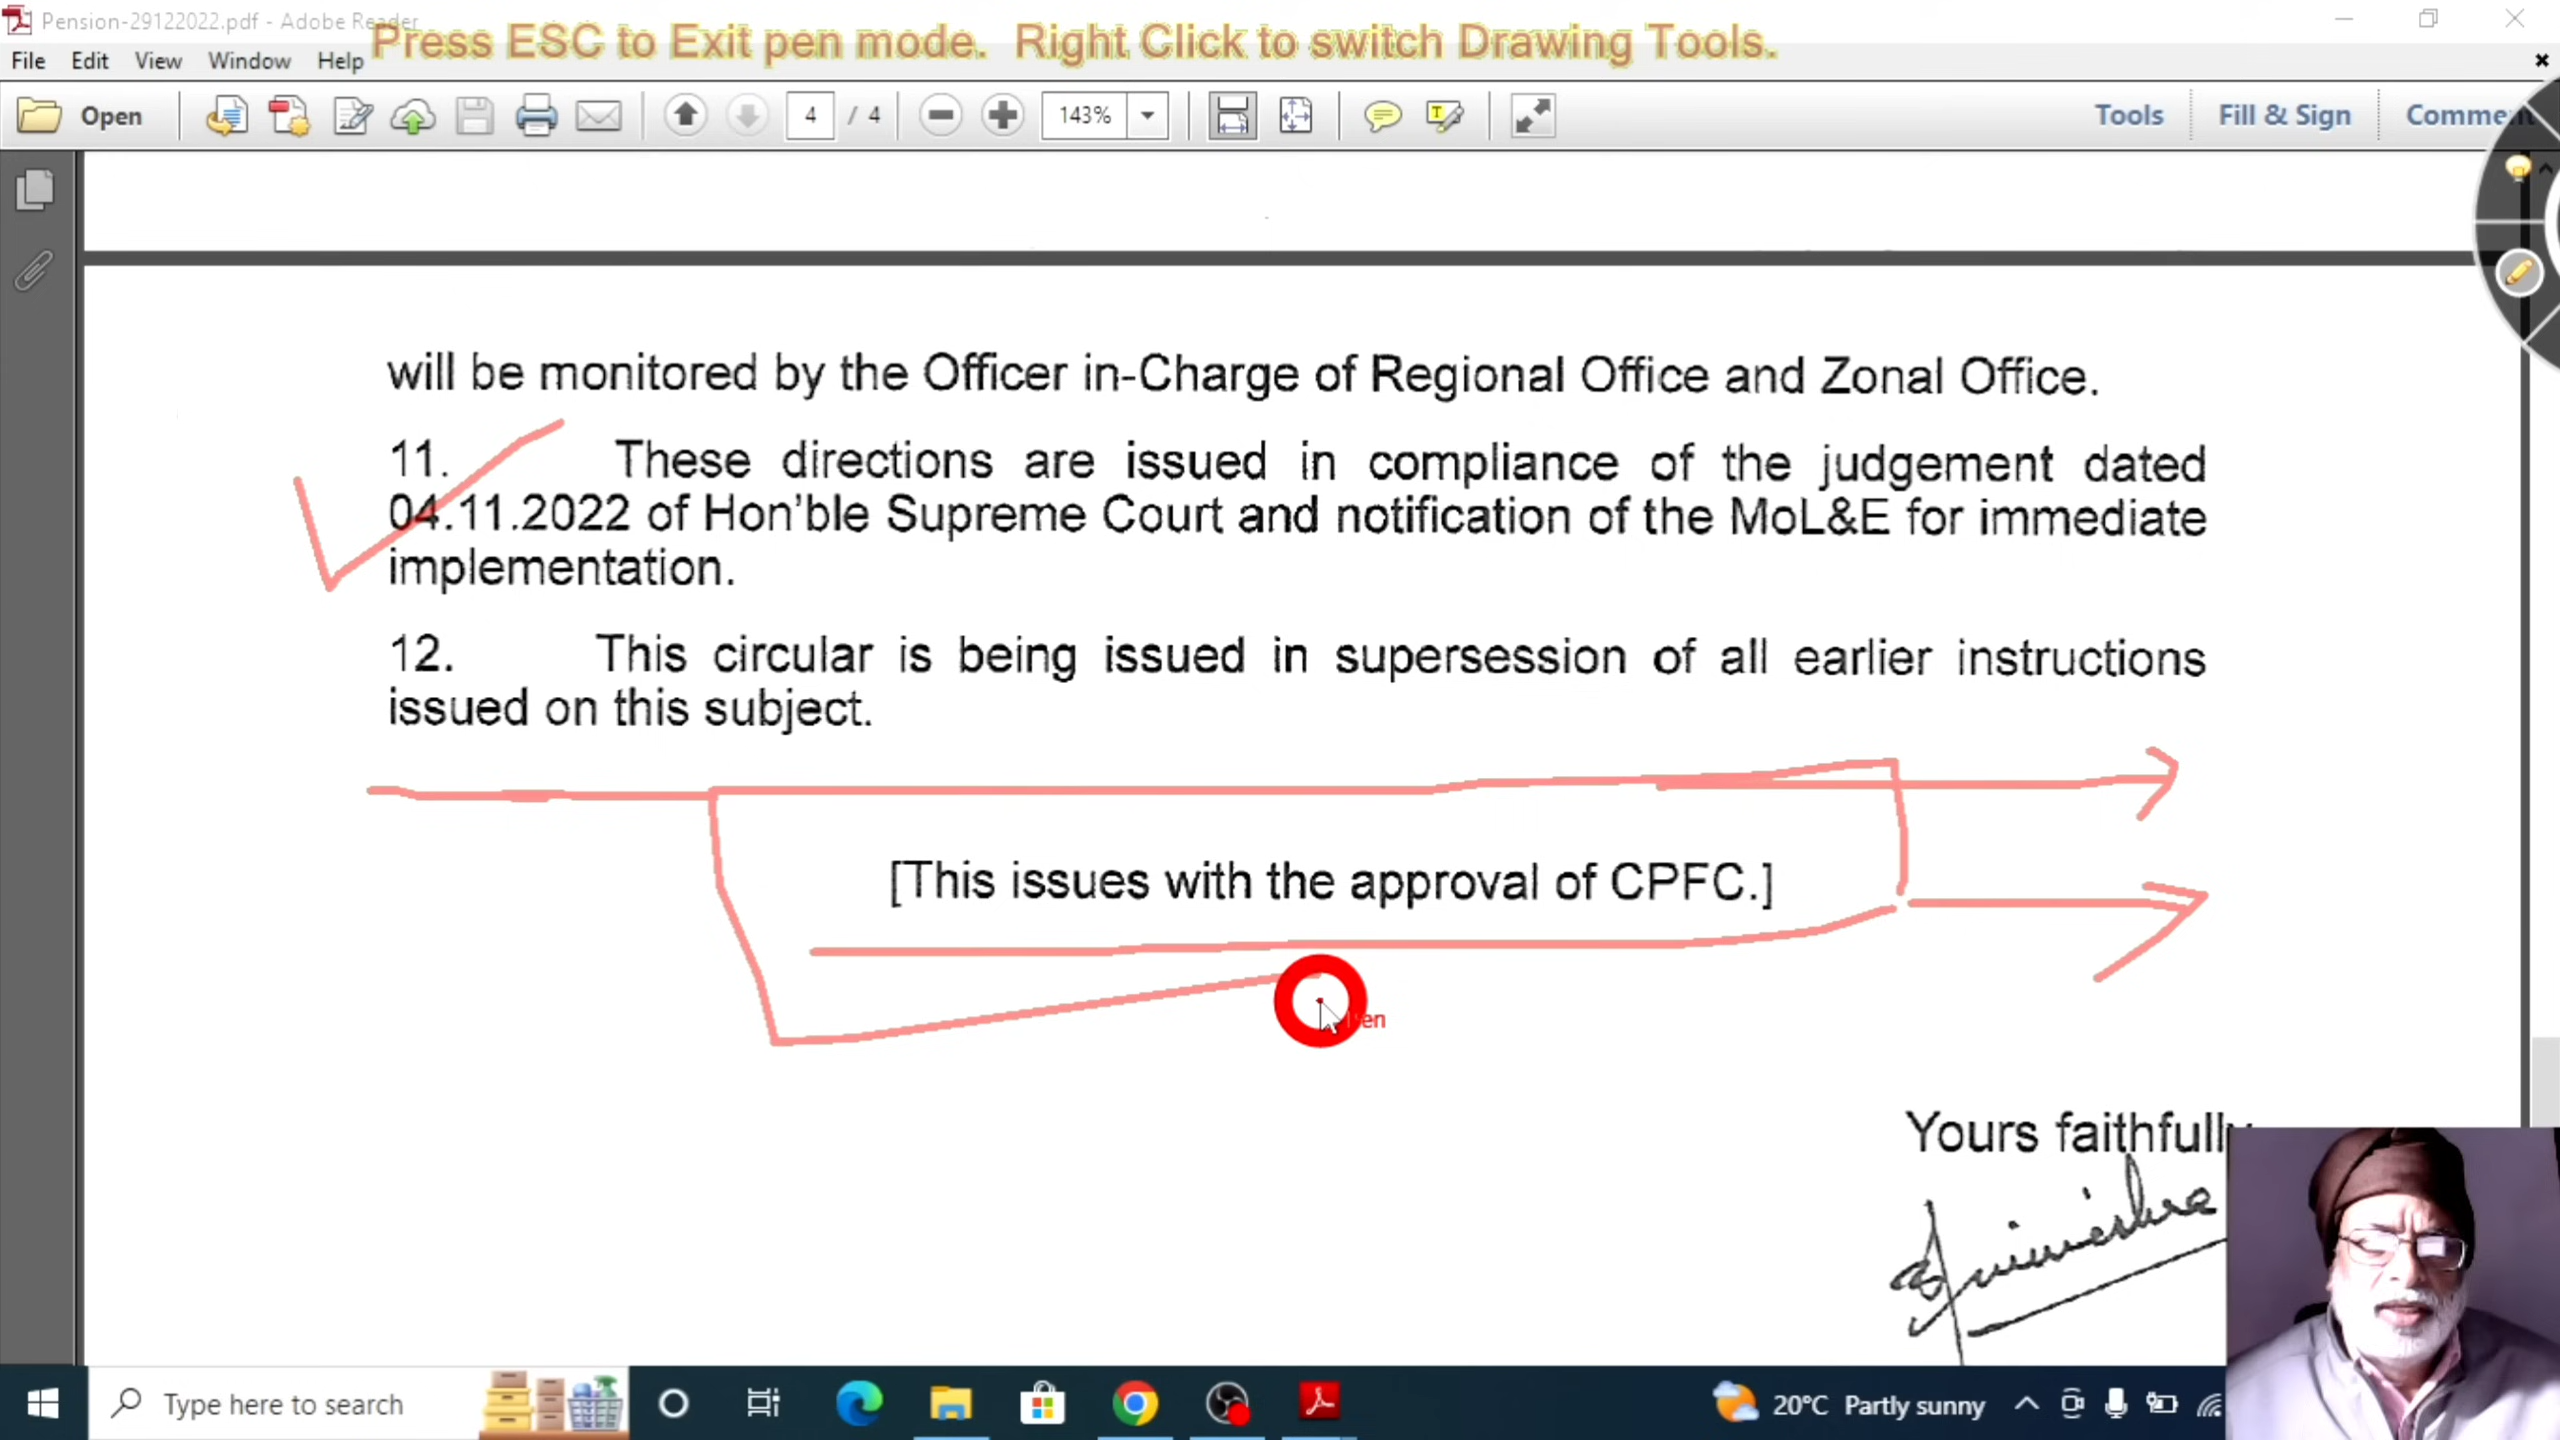 Pension-29122022.pdf - Adobe Reader
Press ESC to Exit pen mode. Right Click to switch Drawing Tools.
File Edit View Window Help
Open 4 / 4 143% Tools Fill & Sign
will be monitored by the Officer in-Charge of Regional Office and Zonal Office.
11. These directions are issued in compliance of the judgement dated
04.11.2022 of Hon'ble Supreme Court and notification of the MoL&E for immediate
implementation.
12. This circular is being issued in supersession of all earlier instructions
issued on this subject.
[This issues with the approval of CPFC.]
Pen
Yours faithfully
Type here to search 20°C Partly sunny